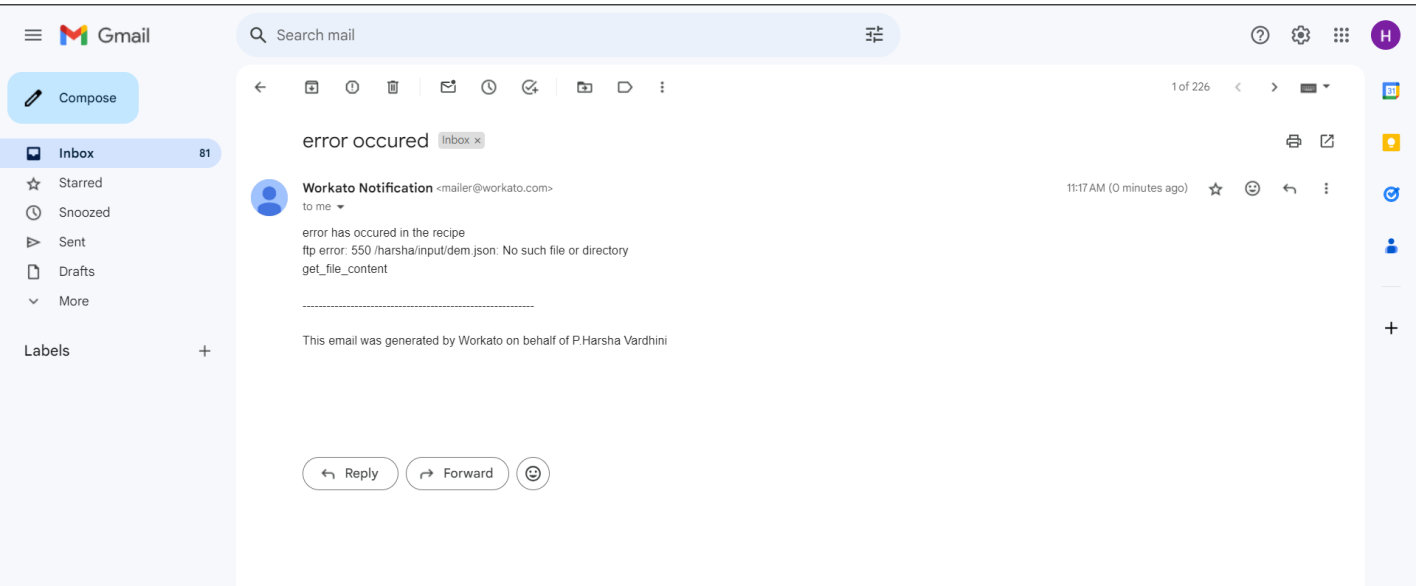 Gmail
Search mail
H
Compose
1 of 226
31
error occured Inbox ×
Inbox 81
Workato Notification <mailer@workato.com> 11:17 AM (0 minutes ago)
Starred
to me
Snoozed
error has occured in the recipe
Sent
ftp error: 550 /harsha/input/dem.json: No such file or directory
Drafts
get_file_content
More
----------------------------------------------------------
This email was generated by Workato on behalf of P.Harsha Vardhini
Labels +
Reply Forward